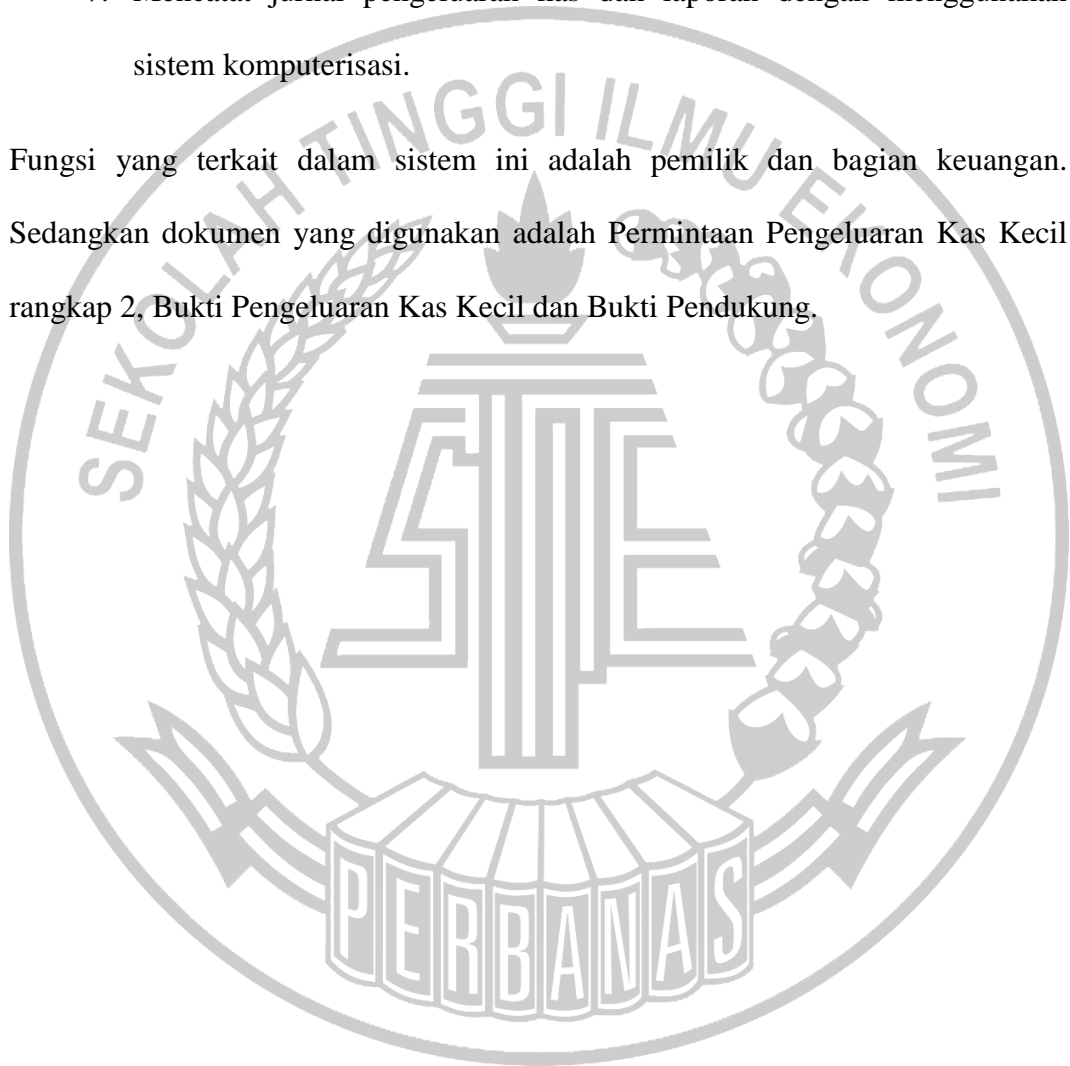 sistem komputerisasi.
Fungsi yang terkait dalam sistem ini adalah pemilik dan bagian keuangan.
Sedangkan dokumen yang digunakan adalah Permintaan Pengeluaran Kas Kecil
rangkap 2, Bukti Pengeluaran Kas Kecil dan Bukti Pendukung.
SEKOLAH TINGGI ILMU EKONOMI
STIE
PERBANAS